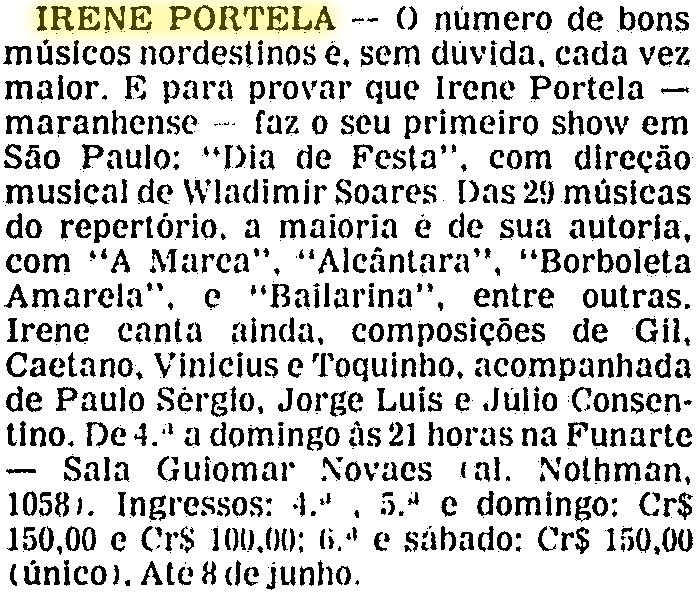 IRENE PORTELA — O número de bons
músicos nordestinos é, sem dúvida, cada vez
maior. E para provar que Irene Portela —
maranhense — faz o seu primeiro show em
São Paulo: "Dia de Festa", com direção
musical de Wladimir Soares. Das 29 músicas
do repertório, a maioria é de sua autoria,
com "A Marca", "Alcântara", "Borboleta
Amarela", e "Bailarina", entre outras.
Irene canta ainda, composições de Gil,
Caetano, Vinicius e Toquinho, acompanhada
de Paulo Sérgio, Jorge Luis e Júlio Consen-
tino. De 4.ª a domingo às 21 horas na Funarte
— Sala Guiomar Novaes (al. Nothman,
1058). Ingressos: 4.ª , 5.ª e domingo: Cr$
150,00 e Cr$ 100,00; 6.ª e sábado: Cr$ 150,00
(único). Até 8 de junho.